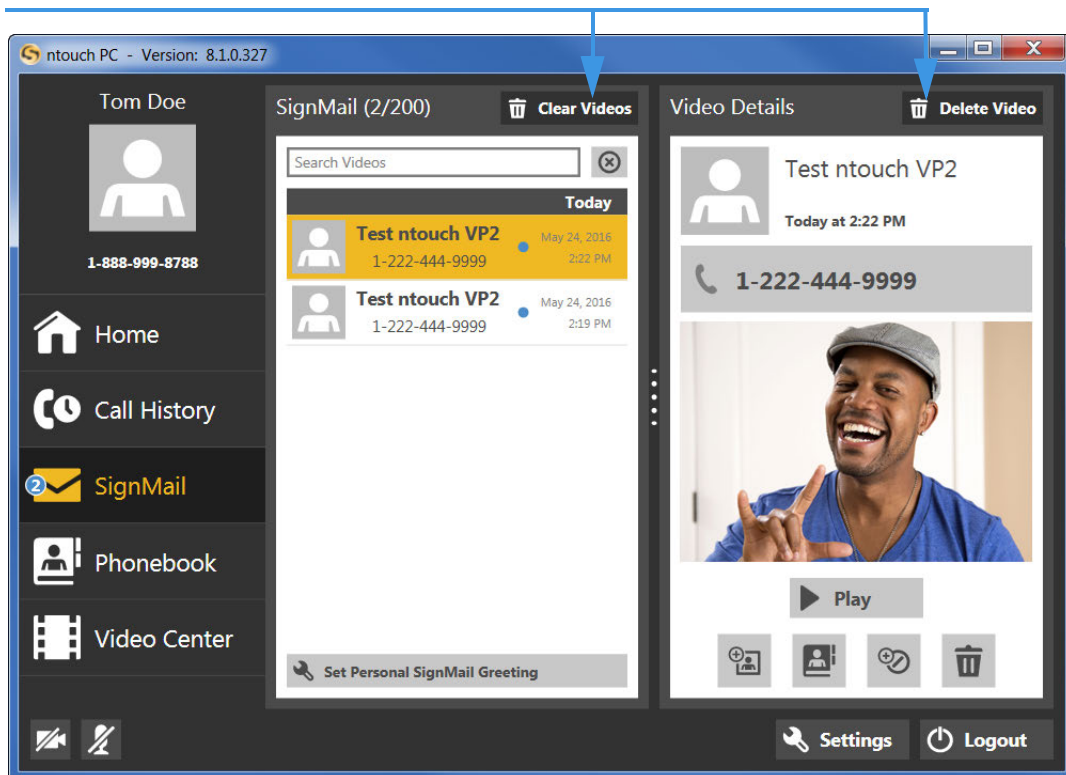 ntouch PC - Version: 8.1.0.327
Tom Doe
1-888-999-8788
Home
Call History
2
SignMail
Phonebook
Video Center
SignMail (2/200)
Clear Videos
Search Videos
Today
Test ntouch VP2
May 24, 2016
1-222-444-9999
2:22 PM
Test ntouch VP2
May 24, 2016
1-222-444-9999
2:19 PM
Set Personal SignMail Greeting
Video Details
Delete Video
Test ntouch VP2
Today at 2:22 PM
1-222-444-9999
Play
Settings
Logout